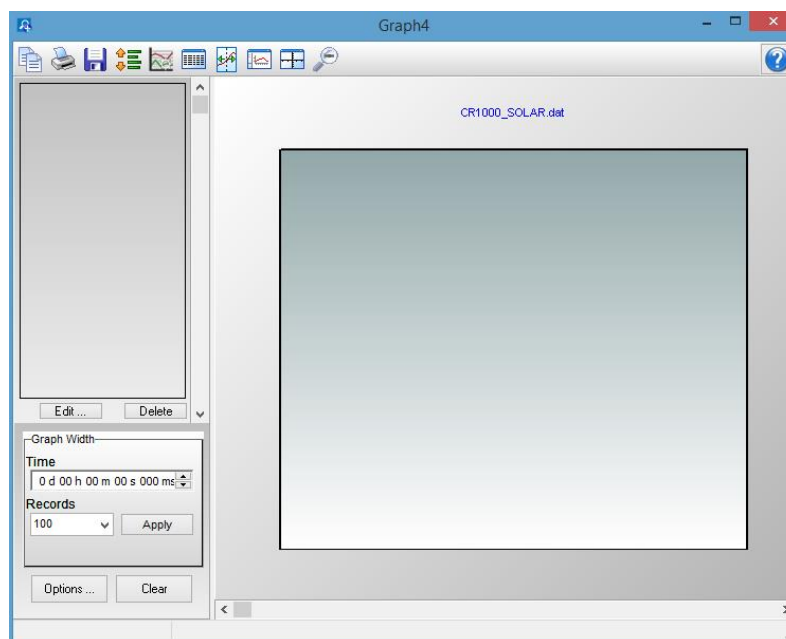 Graph4
CR1000_SOLAR.dat
Edit ...
Delete
Graph Width
Time
0 d 00 h 00 m 00 s 000 ms
Records
100
Apply
Options ...
Clear